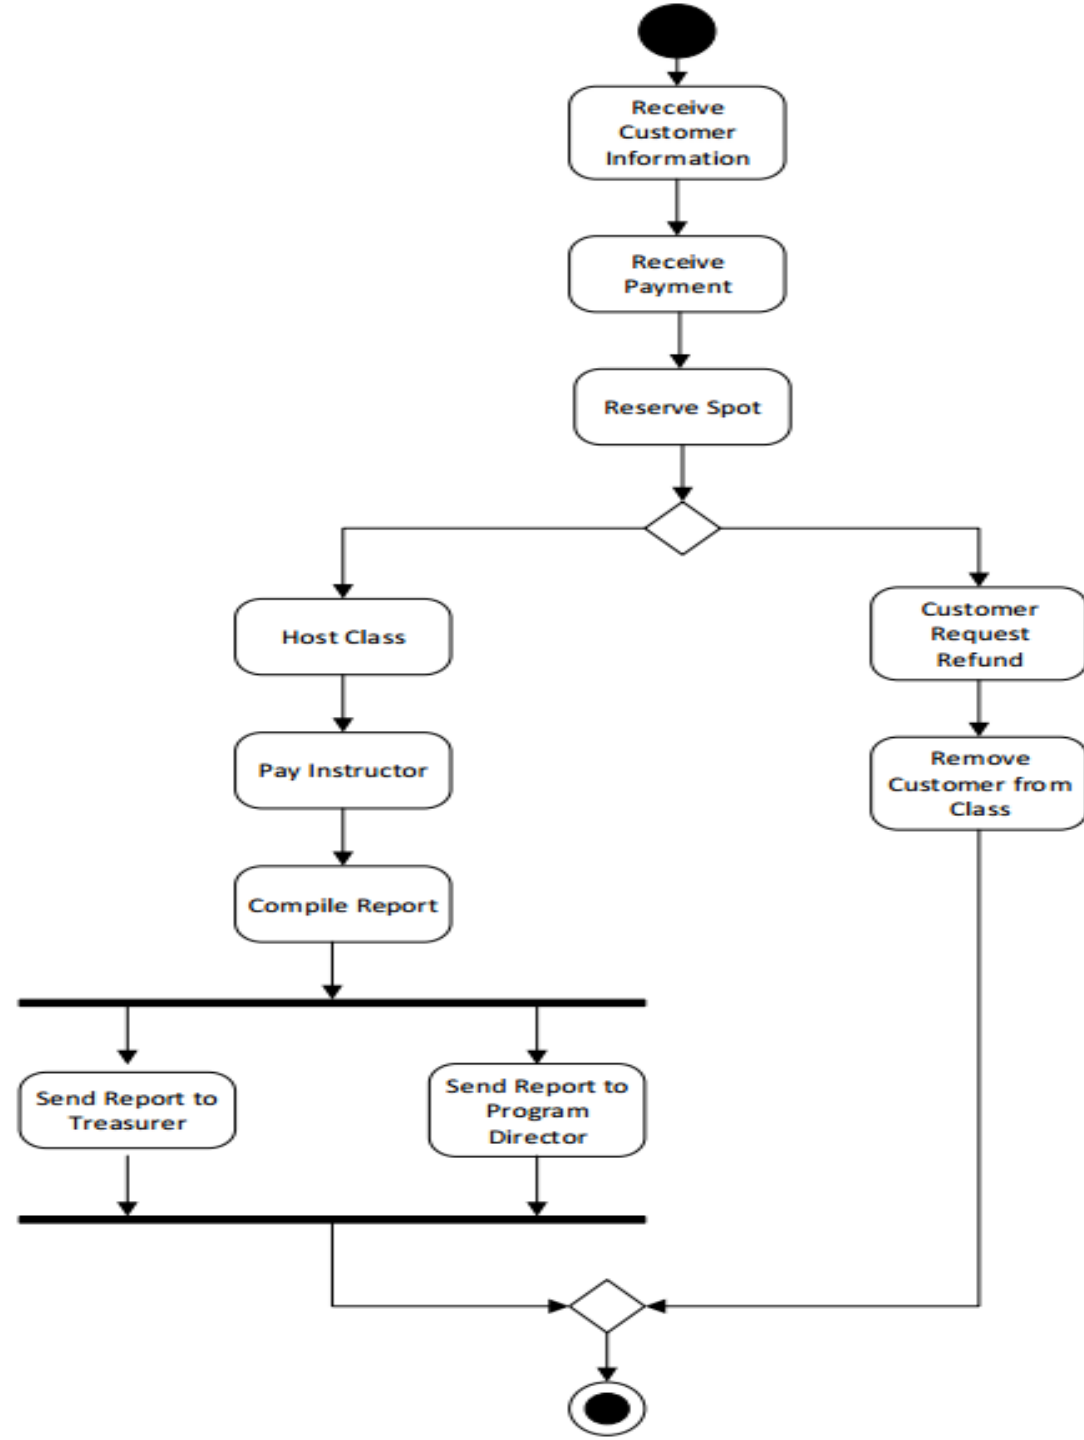 Receive
Customer
Information
Receive
Payment
Reserve Spot
Host Class
Customer
Request
Refund
Pay Instructor
Remove
Customer from
Class
Compile Report
Send Report to
Treasurer
Send Report to
Program
Director